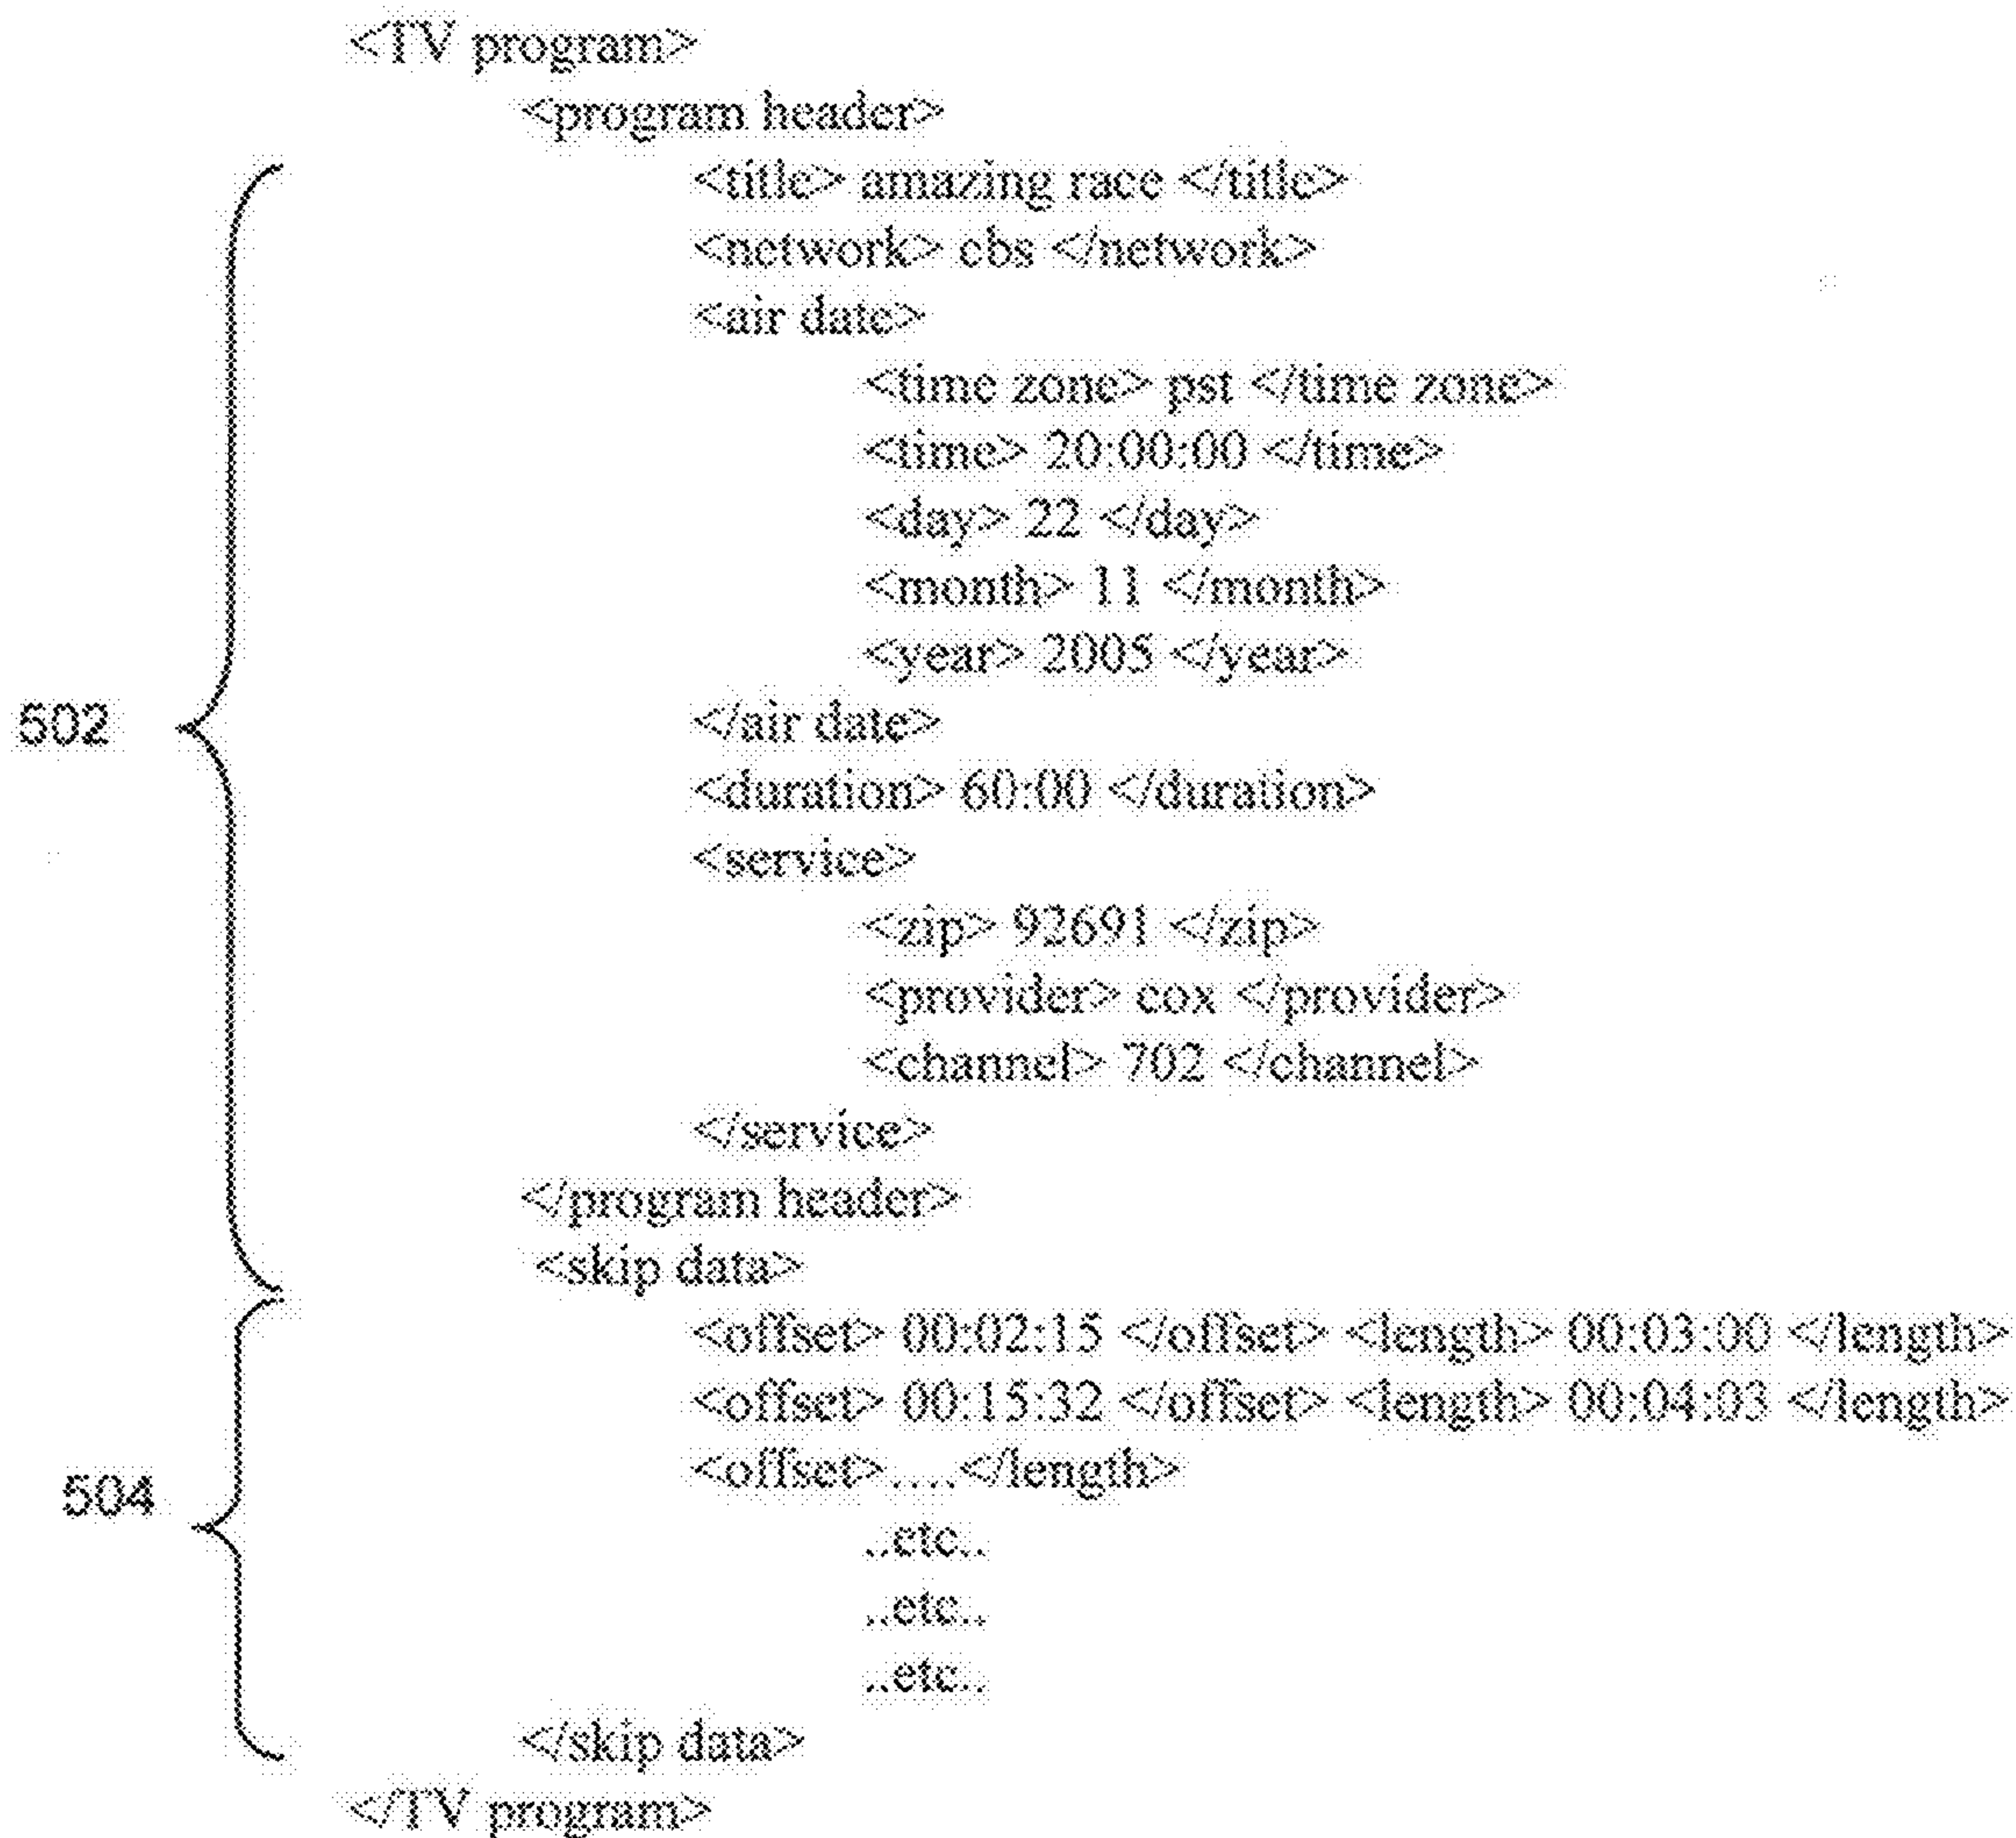 <TV program>
<program header>
<title> amazing race </title>
<network> cbs </network>
<air date>
<time zone> pst </time zone>
<time> 20:00:00 </time>
<day> 22 </day>
<month> 11 </month>
<year> 2005 </year>
502
</air date>
<duration> 60:00 </duration>
<service>
<zip> 92691 </zip>
<provider> cox </provider>
<channel> 702 </channel>
</service>
</program header>
<skip data>
<offset> 00:02:15 </offset> <length> 00:03:00 </length>
<offset> 00:15:32 </offset> <length> 00:04:03 </length>
<offset>....</length>
504
..etc..
..etc..
..etc..
</skip data>
</TV program>